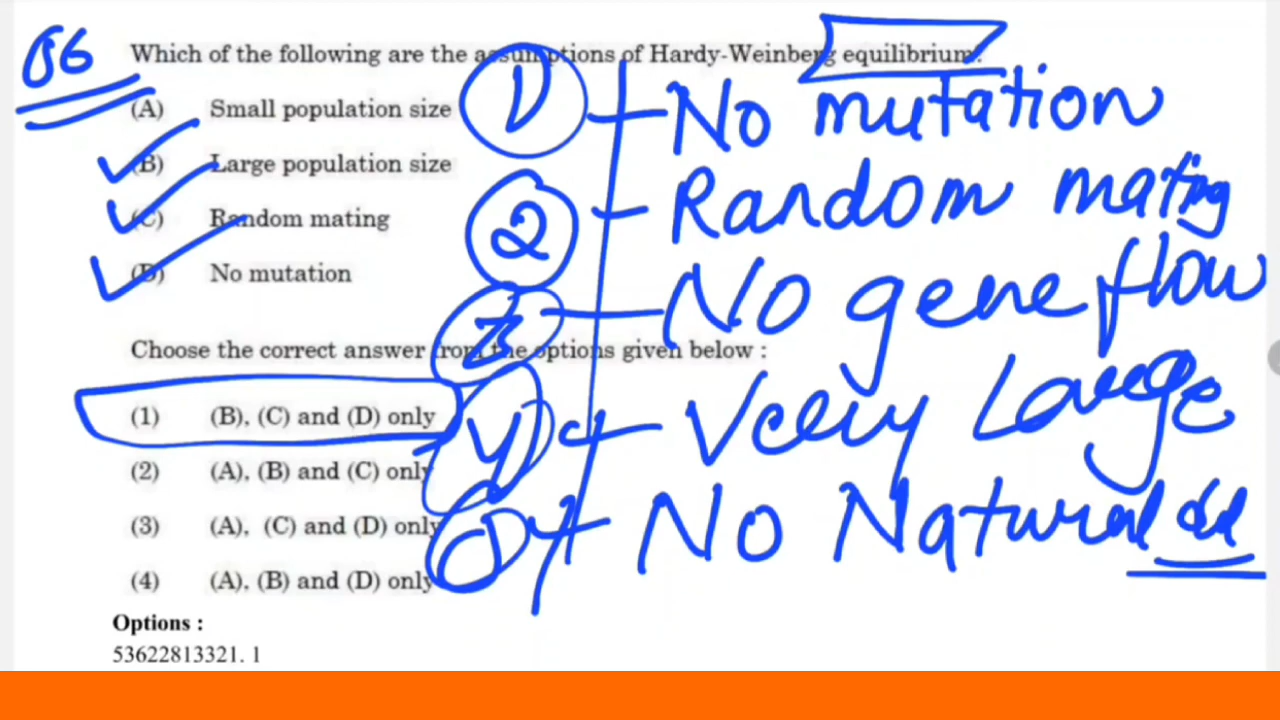 86
Which of the following are the assumptions of Hardy-Weinberg equilibrium?
(A) Small population size
(B) Large population size
(C) Random mating
(D) No mutation
Choose the correct answer from the options given below :
(1) (B), (C) and (D) only
(2) (A), (B) and (C) only
(3) (A), (C) and (D) only
(4) (A), (B) and (D) only
Options :
53622813321. 1
1 No mutation
2 Random mating
3 No gene flow
4 Very Large
No Natural sel